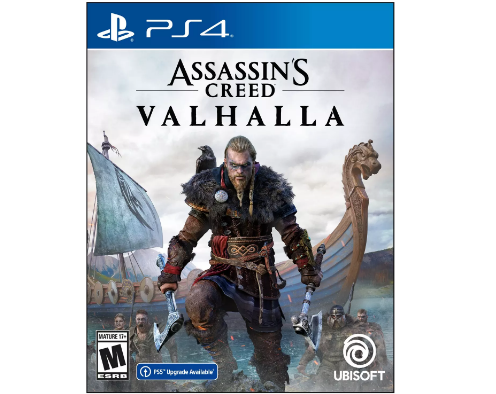 PS4
ASSASSIN'S
CREED
VALHALLA
MATURE 17+
M
ESRB
PS5 Upgrade Available
UBISOFT